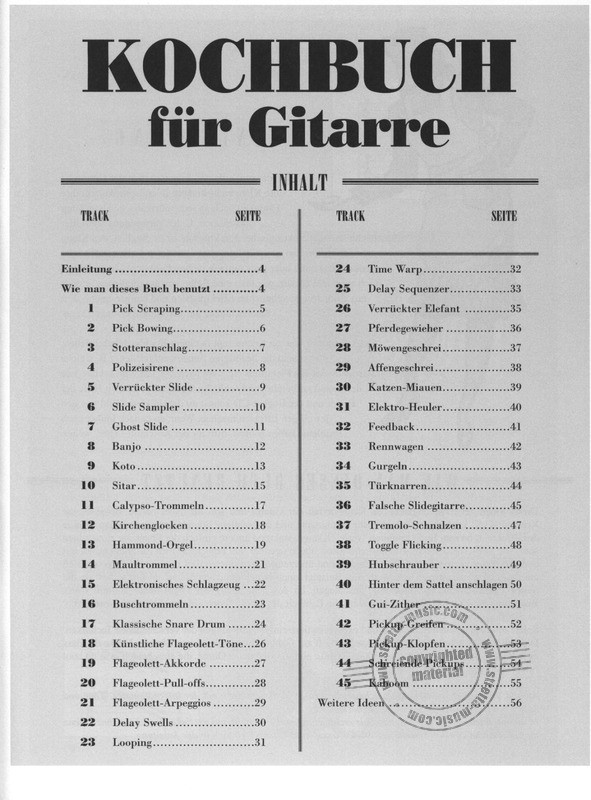 KOCHBUCH
für Gitarre
INHALT
TRACK SEITE
Einleitung ........................................4
Wie man dieses Buch benutzt ............4
1 Pick Scraping......................5
2 Pick Bowing........................6
3 Stotteranschlag....................7
4 Polizeisirene ......................8
5 Verrückter Slide ..................9
6 Slide Sampler ....................10
7 Ghost Slide ......................11
8 Banjo ............................12
9 Koto..............................13
10 Sitar..............................15
11 Calypso-Trommeln..............17
12 Kirchenglocken ..................18
13 Hammond-Orgel..................19
14 Maultrommel......................21
15 Elektronisches Schlagzeug ...22
16 Buschtrommeln..................23
17 Klassische Snare Drum ........24
18 Künstliche Flageolett-Töne...26
19 Flageolett-Akkorde ..............27
20 Flageolett-Pull-offs..............28
21 Flageolett-Arpeggios ............29
22 Delay Swells ......................30
23 Looping............................31
TRACK SEITE
24 Time Warp........................32
25 Delay Sequenzer..................33
26 Verrückter Elefant ..............35
27 Pferdegewieher ..................36
28 Möwengeschrei....................37
29 Affengeschrei......................38
30 Katzen-Miauen....................39
31 Elektro-Heuler....................40
32 Feedback..........................41
33 Rennwagen ........................42
34 Gurgeln............................43
35 Türknarren........................44
36 Falsche Slidegitarre..............45
37 Tremolo-Schnalzen ..............47
38 Toggle Flicking....................48
39 Hubschrauber ....................49
40 Hinter dem Sattel anschlagen 50
41 Gui-Zither........................51
42 Pickup-Greifen ..................52
43 Pickup-Klopfen....................53
44 Schreiende Pickups..............54
45 Kaboom ..........................55
Weitere Ideen ....................................56
www.stretta-music.com
copyrighted
material
www.stretta-music.com